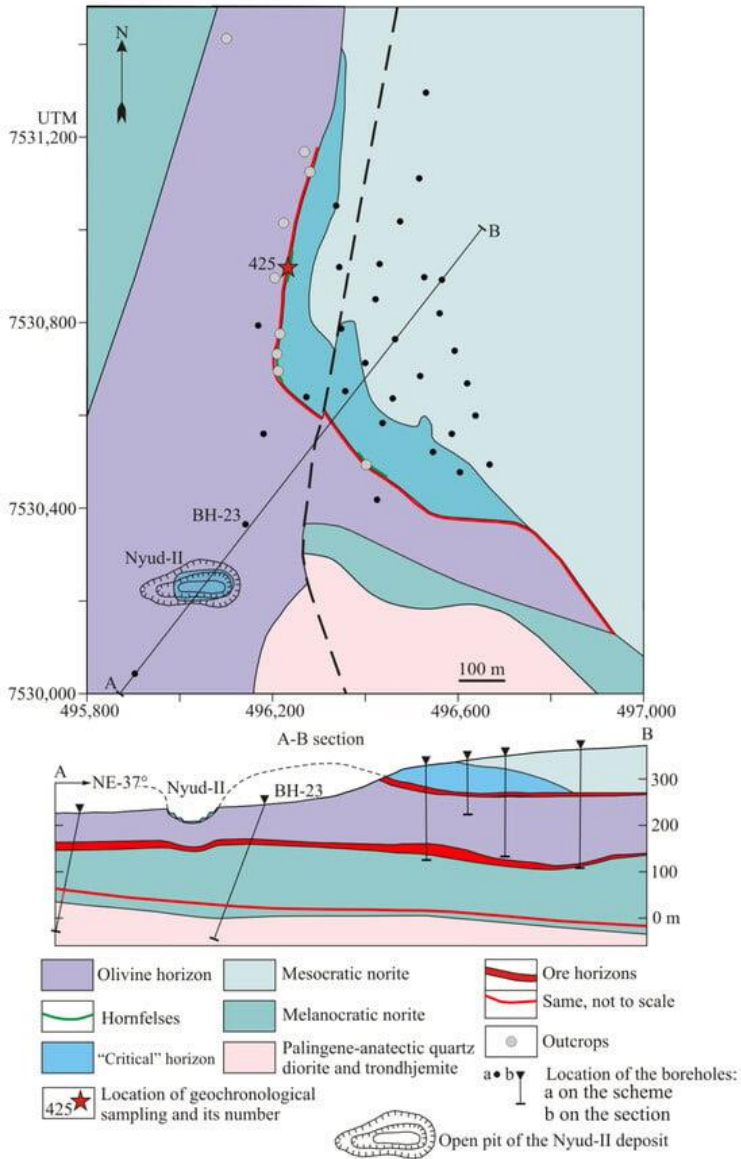 N
UTM
7531,200
B
425
7530,800
7530,400
BH-23
Nyud-II
A
100 m
7530,000
495,800
496,200
496,600
497,000
A-B section
B
A
NE-37°
Nyud-II
BH-23
300
200
100
0 m
Olivine horizon
Mesocratic norite
Ore horizons
Hornfelses
Melanocratic norite
Same, not to scale
“Critical” horizon
Palingene-anatectic quartz
diorite and trondhjemite
Outcrops
425
Location of geochronological
sampling and its number
a b
Location of the boreholes:
a on the scheme
b on the section
Open pit of the Nyud-II deposit